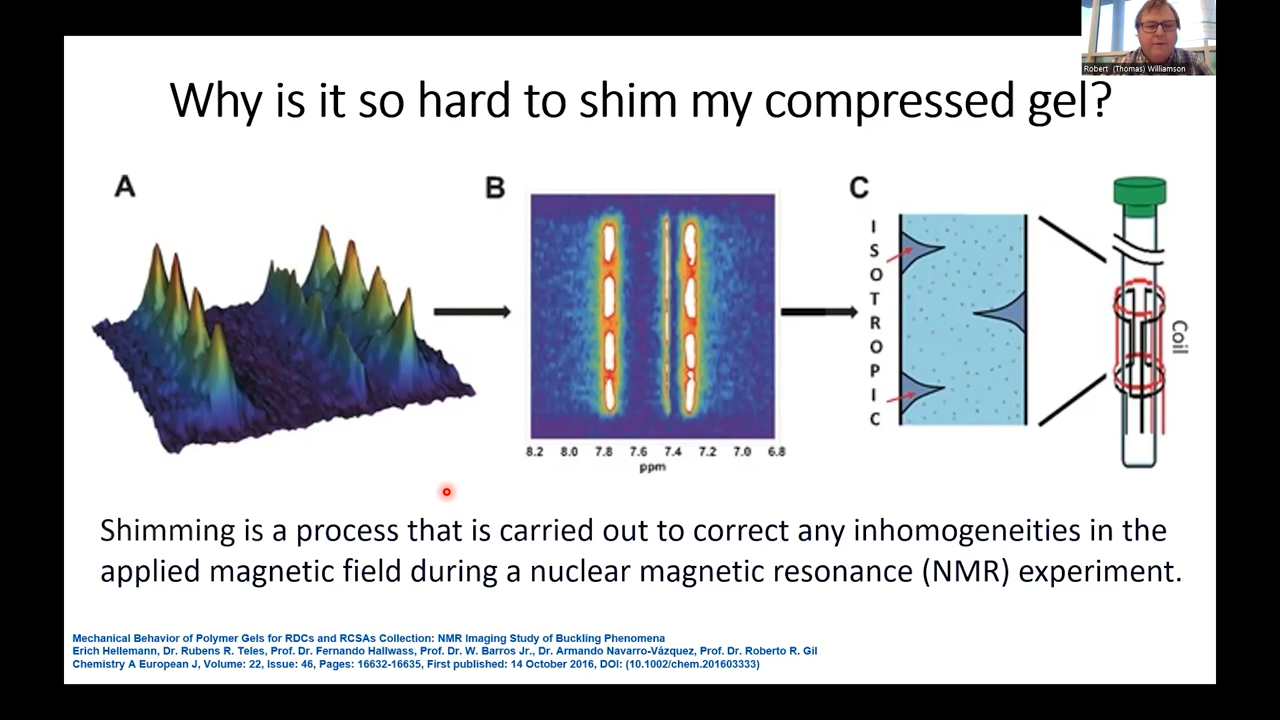 Robert (Thomas) Williamson
Why is it so hard to shim my compressed gel?
A
B
C
I
S
O
T
R
O
P
I
C
Coil
8.2 8.0 7.8 7.6 7.4 7.2 7.0 6.8
ppm
Shimming is a process that is carried out to correct any inhomogeneities in the
applied magnetic field during a nuclear magnetic resonance (NMR) experiment.
Mechanical Behavior of Polymer Gels for RDCs and RCSAs Collection: NMR Imaging Study of Buckling Phenomena
Erich Hellemann, Dr. Rubens R. Teles, Prof. Dr. Fernando Hallwass, Prof. Dr. W. Barros Jr., Dr. Armando Navarro-Vázquez, Prof. Dr. Roberto R. Gil
Chemistry A European J, Volume: 22, Issue: 46, Pages: 16632-16635, First published: 14 October 2016, DOI: (10.1002/chem.201603333)